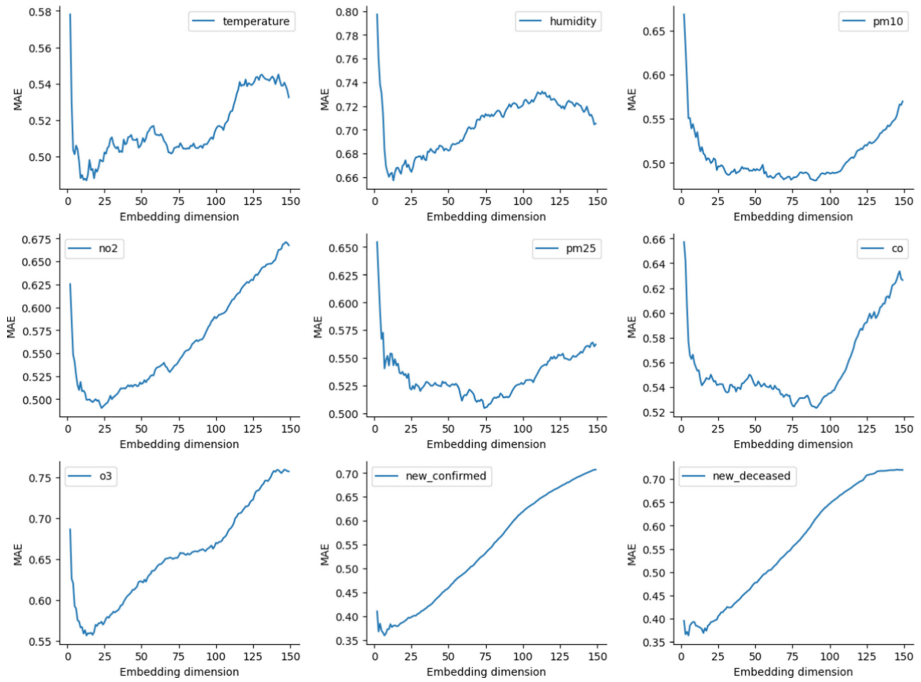 temperature
MAE
0.58
0.56
0.54
0.52
0.50
0 25 50 75 100 125 150
Embedding dimension
humidity
MAE
0.80
0.78
0.76
0.74
0.72
0.70
0.68
0.66
0 25 50 75 100 125 150
Embedding dimension
pm10
MAE
0.65
0.60
0.55
0.50
0 25 50 75 100 125 150
Embedding dimension
no2
MAE
0.675
0.650
0.625
0.600
0.575
0.550
0.525
0.500
0 25 50 75 100 125 150
Embedding dimension
pm25
MAE
0.650
0.625
0.600
0.575
0.550
0.525
0.500
0 25 50 75 100 125 150
Embedding dimension
co
MAE
0.66
0.64
0.62
0.60
0.58
0.56
0.54
0.52
0 25 50 75 100 125 150
Embedding dimension
o3
MAE
0.75
0.70
0.65
0.60
0.55
0 25 50 75 100 125 150
Embedding dimension
new_confirmed
MAE
0.70
0.65
0.60
0.55
0.50
0.45
0.40
0.35
0 25 50 75 100 125 150
Embedding dimension
new_deceased
MAE
0.70
0.65
0.60
0.55
0.50
0.45
0.40
0.35
0 25 50 75 100 125 150
Embedding dimension